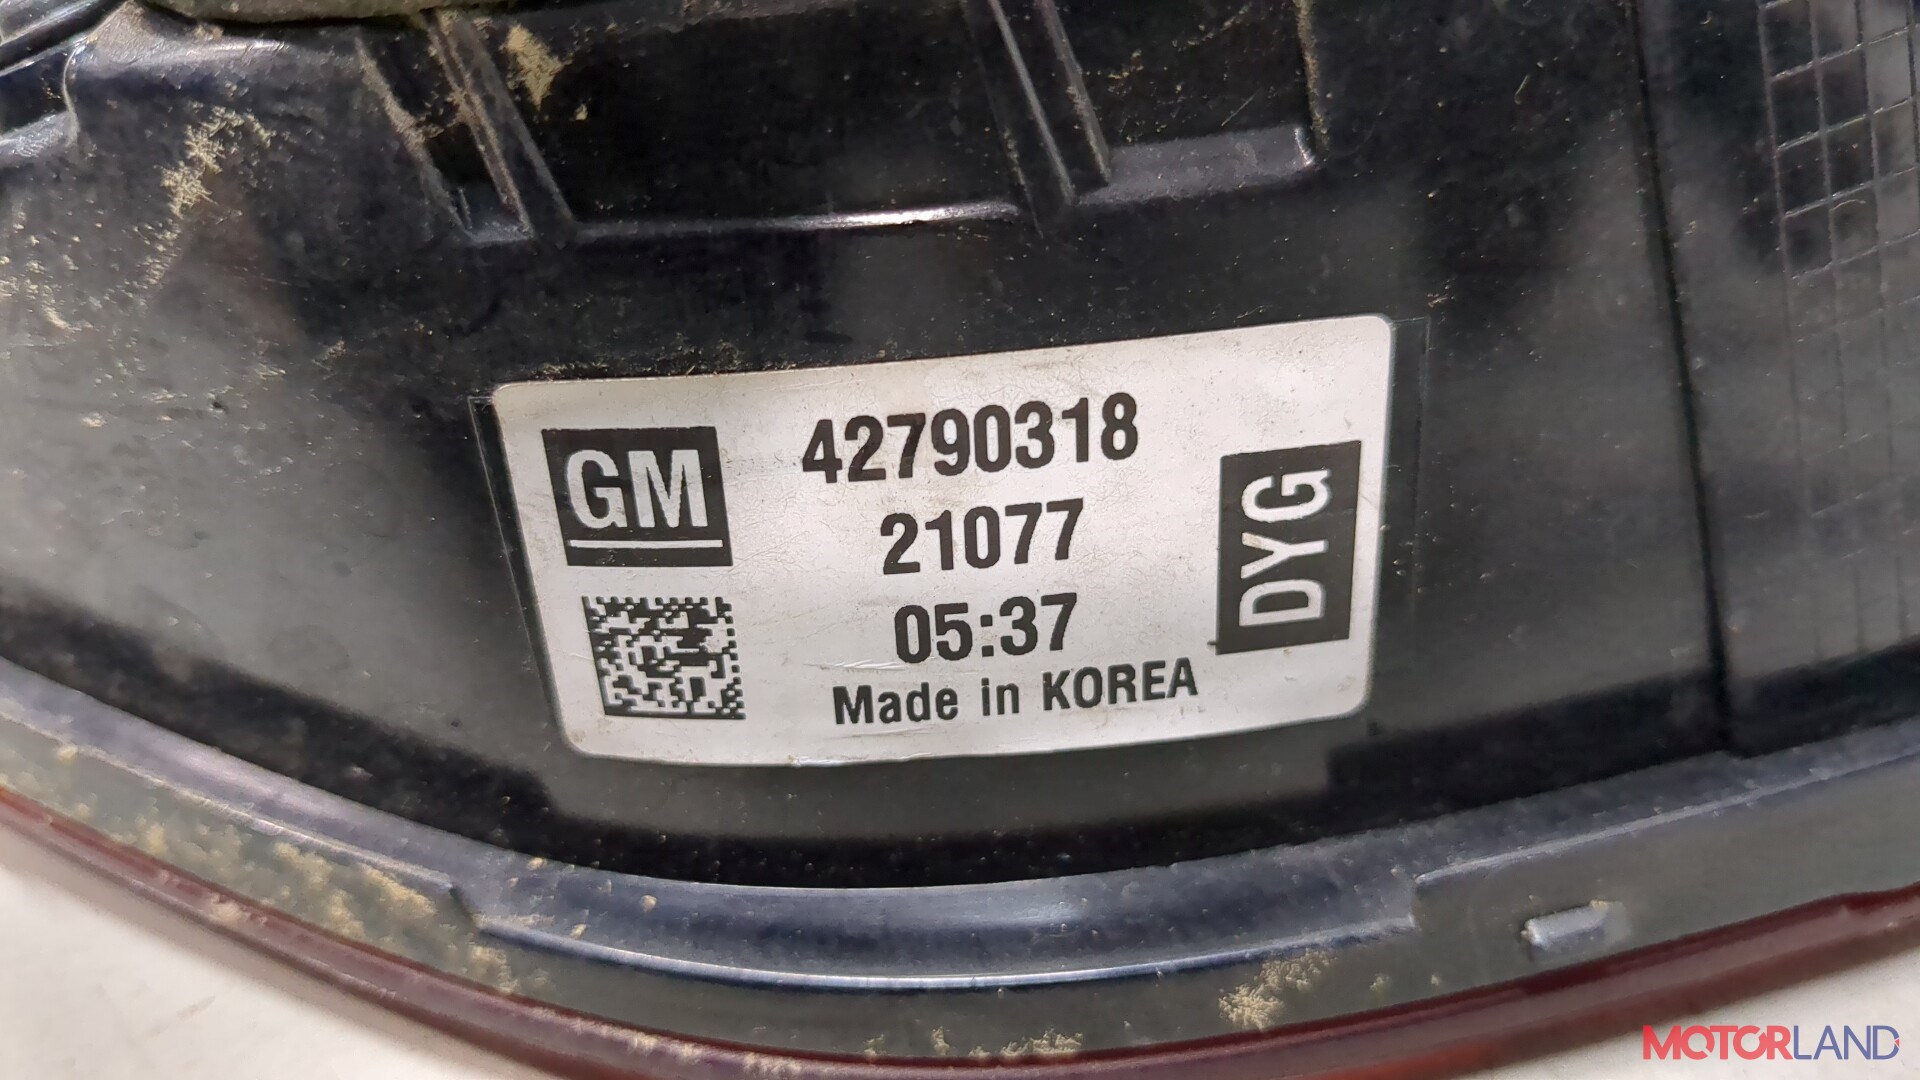 GM
42790318
21077
05:37
Made in KOREA
DYG
MOTORLAND